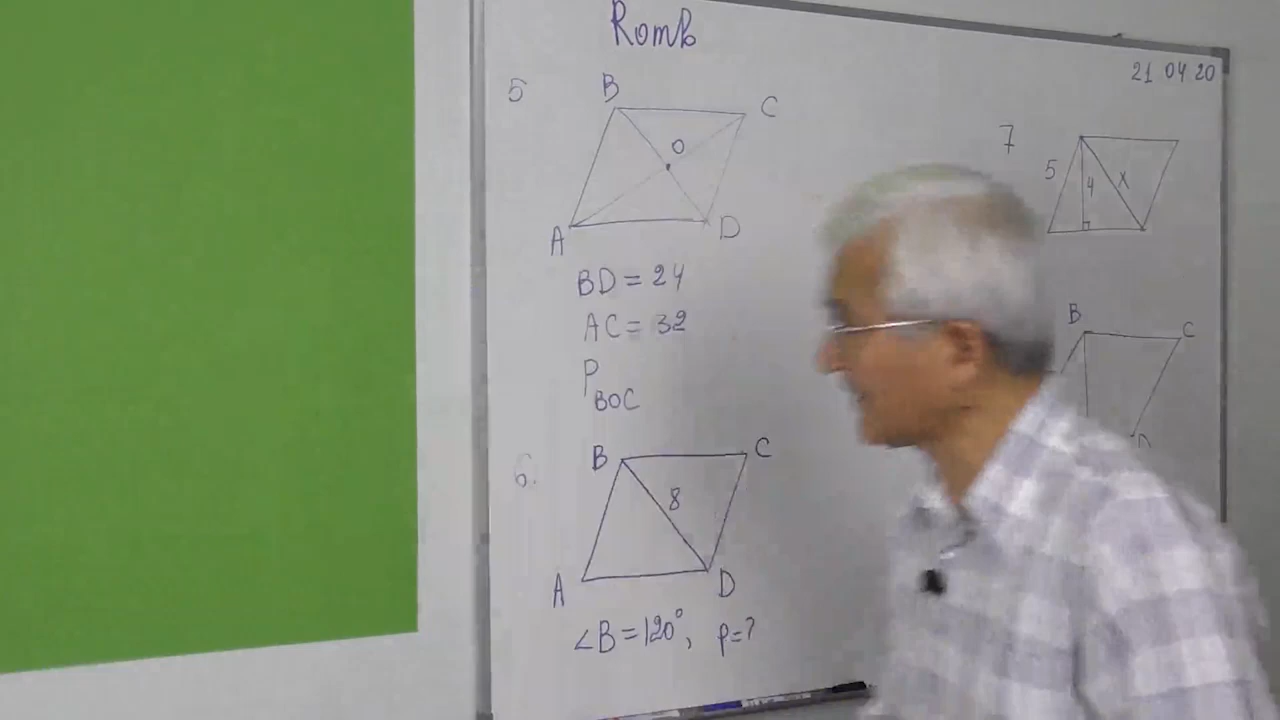 Romb
21 04 20
5
B
C
O
A
D
BD = 24
AC = 32
P BOC
6.
B
C
8
A
D
∠B = 120°, P = ?
7
5
4
x
B
C
D